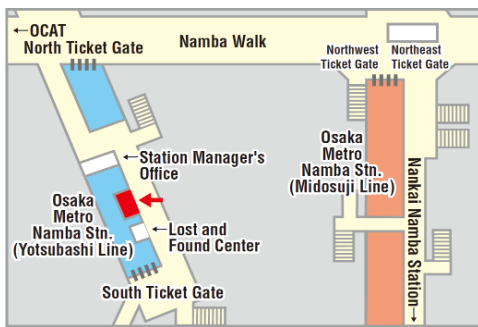 ←OCAT
North Ticket Gate
Namba Walk
Northwest
Ticket Gate
Northeast
Ticket Gate
←Station Manager's
Office
Osaka
Metro
Namba Stn.
(Midosuji Line)
Osaka
Metro
Namba Stn.
(Yotsubashi Line)
←Lost and
Found Center
South Ticket Gate
Nankai Namba Station→